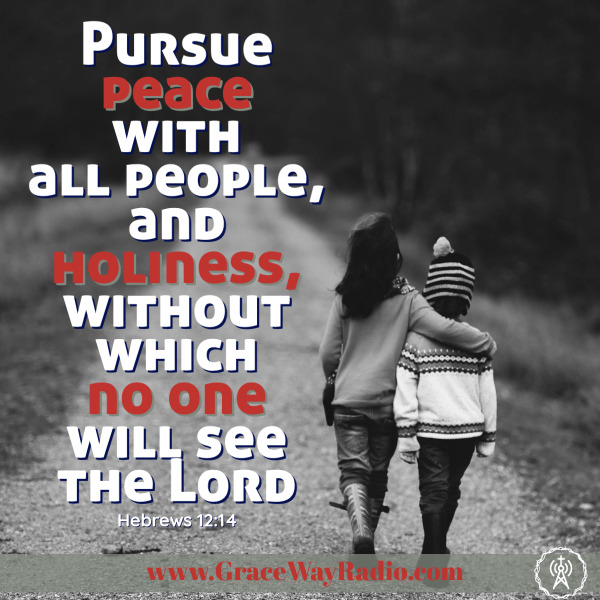 Pursue
peace
with
all people,
and
Holiness,
without
which
no one
will see
the Lord
Hebrews 12:14
www.GraceWayRadio.com